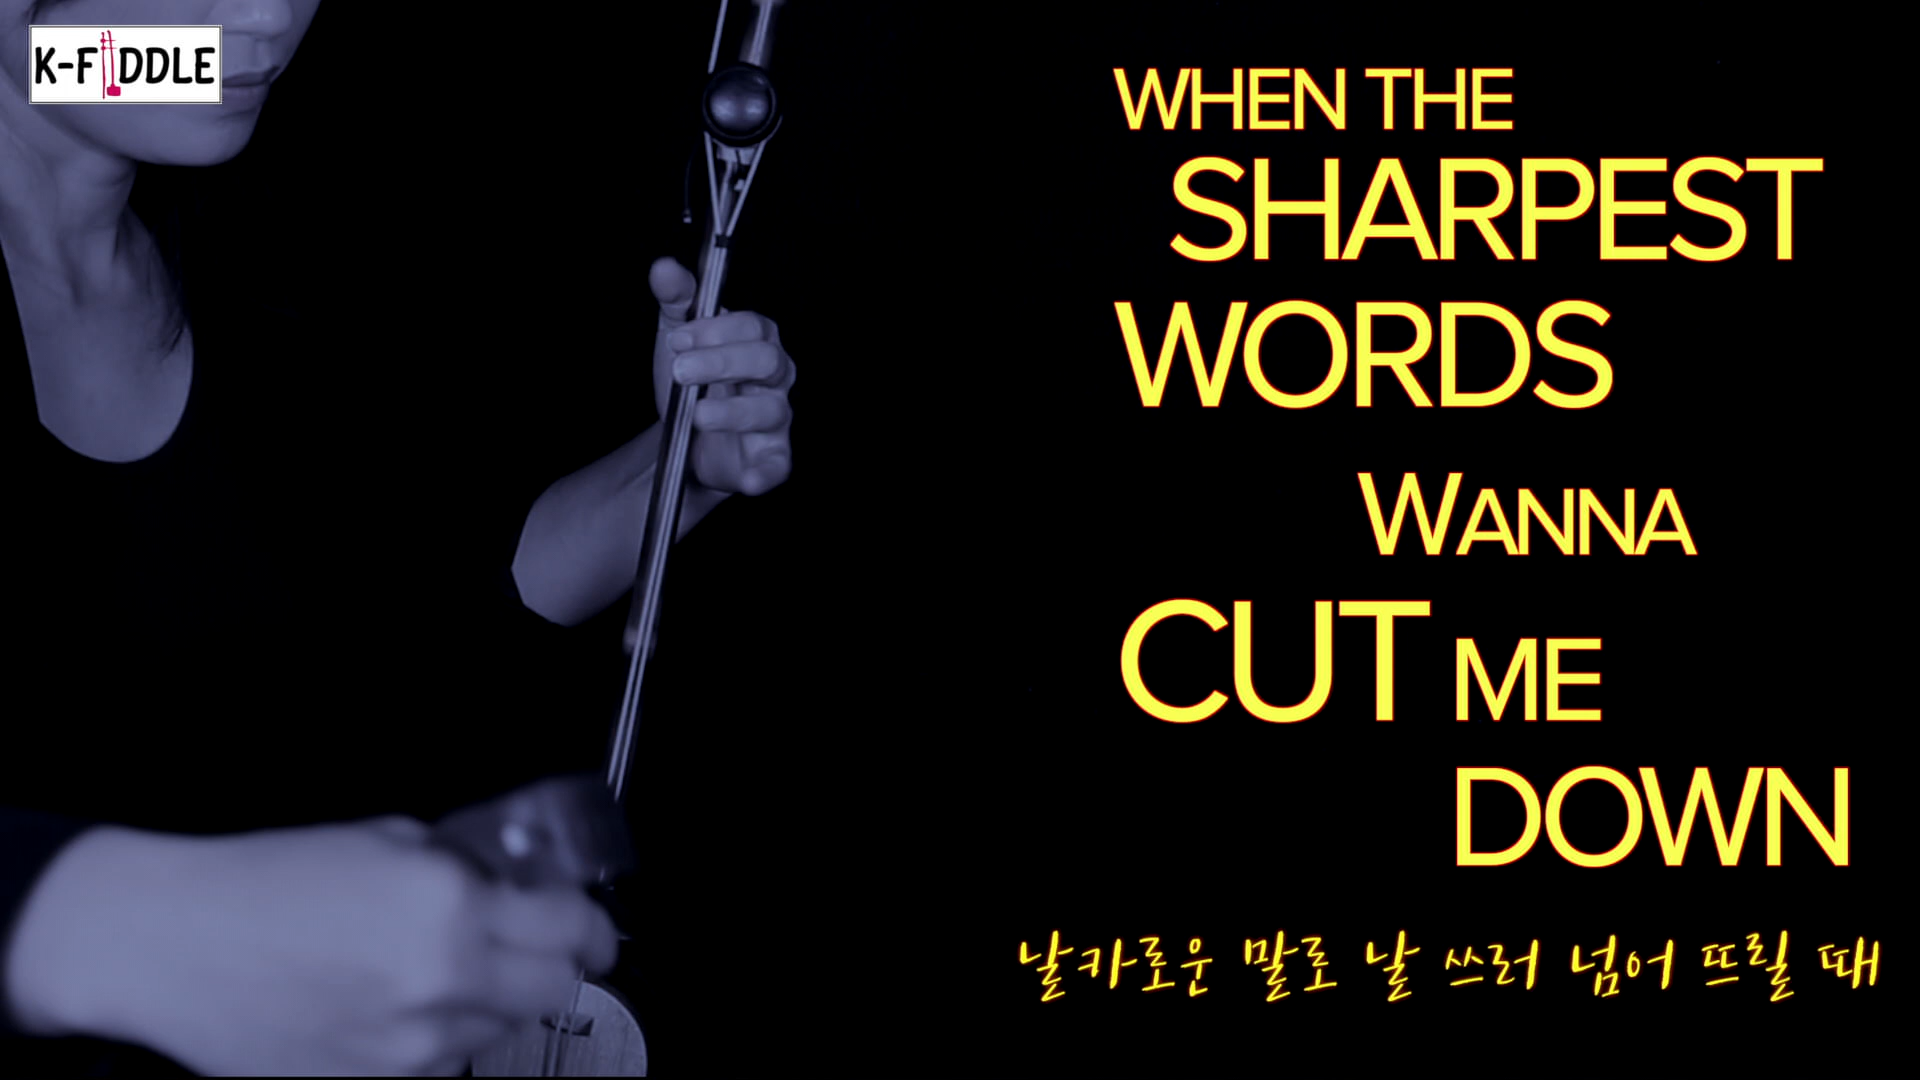 K-FIDDLE
WHEN THE
SHARPEST
WORDS
WANNA
CUT ME
DOWN
날카로운 말로 날 쓰러 넘어 뜨릴 때